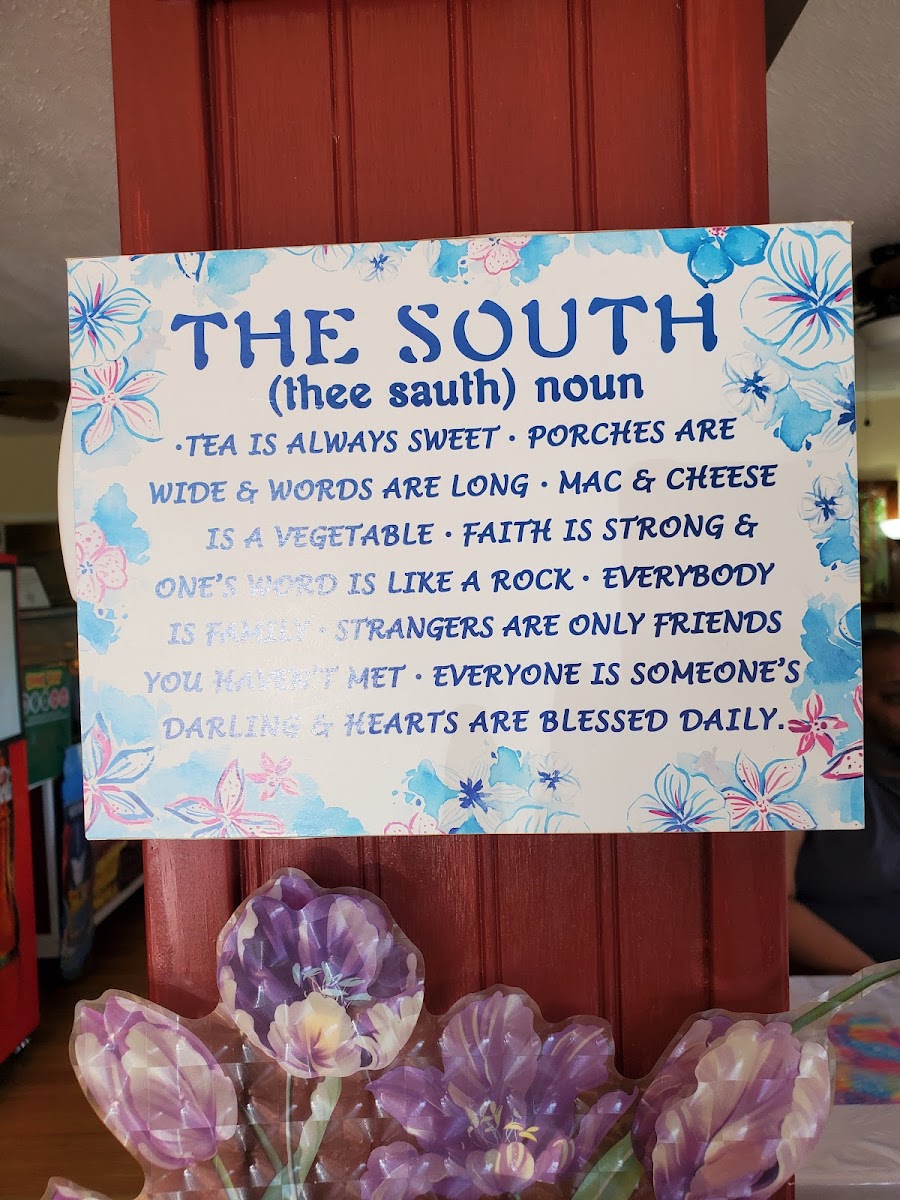 THE SOUTH
(thee sauth) noun
·TEA IS ALWAYS SWEET · PORCHES ARE
WIDE & WORDS ARE LONG · MAC & CHEESE
IS A VEGETABLE · FAITH IS STRONG &
ONE'S WORD IS LIKE A ROCK · EVERYBODY
IS FAMILY · STRANGERS ARE ONLY FRIENDS
YOU HAVEN'T MET · EVERYONE IS SOMEONE'S
DARLING & HEARTS ARE BLESSED DAILY.